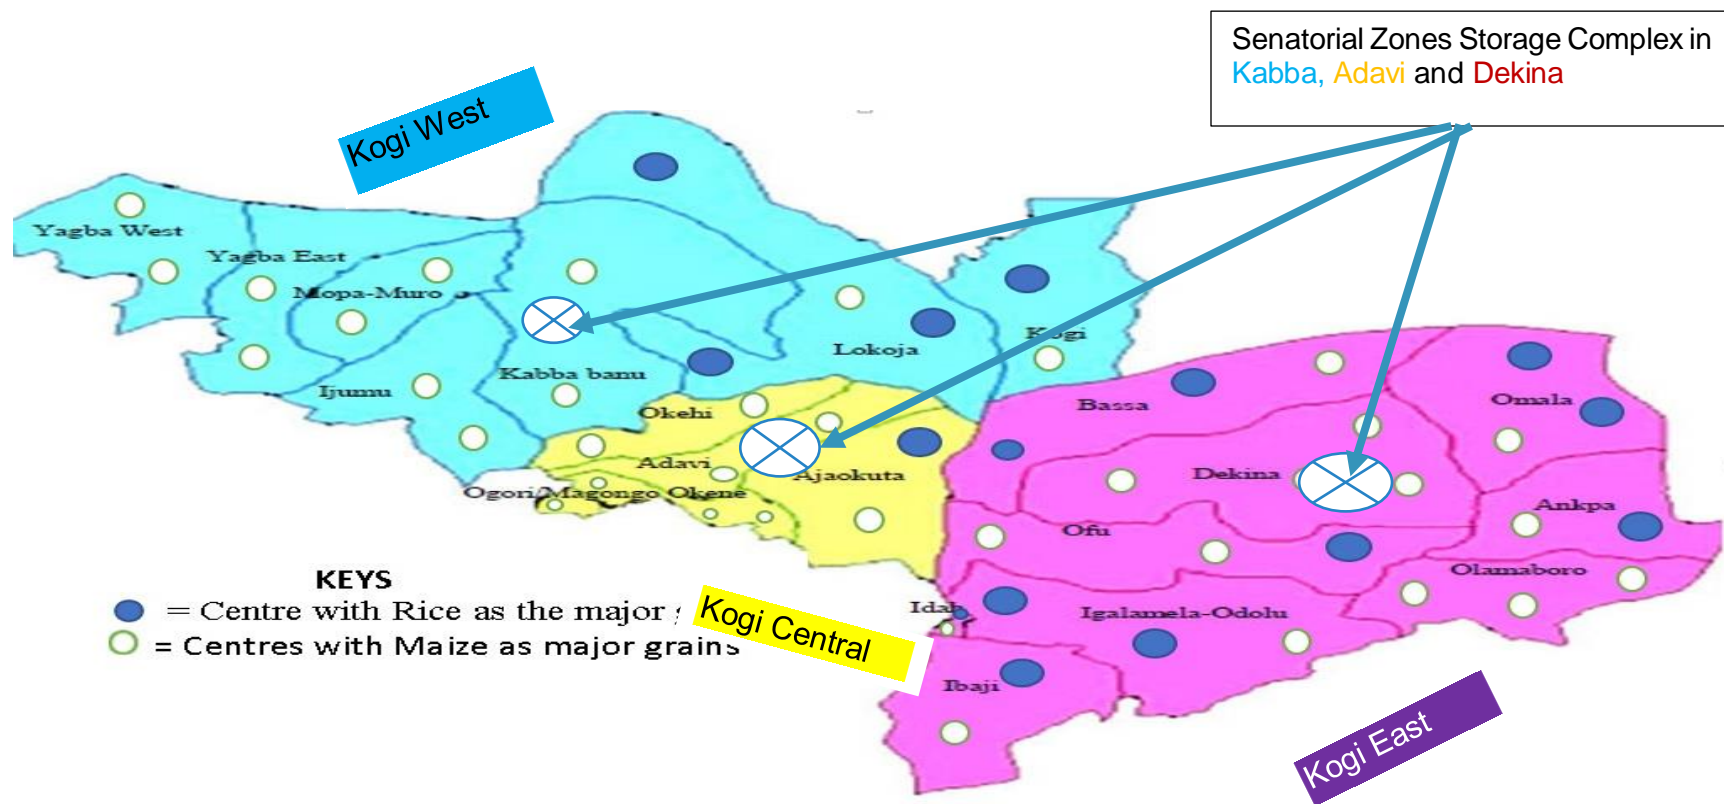 Senatorial Zones Storage Complex in
Kabba, Adavi and Dekina
Kogi West
Yagba West
Yagba East
Mopa-Muro
Kogi
Lokoja
Kabba banu
Ijumu
Okehi
Bassa
Omala
Adavi
Ajaokuta
Dekina
Ogori/Magongo Okene
Ankpa
Ofu
Olamaboro
KEYS
= Centre with Rice as the major
= Centres with Maize as major grains
Kogi Central
Idah
Igalamela-Odolu
Ibaji
Kogi East